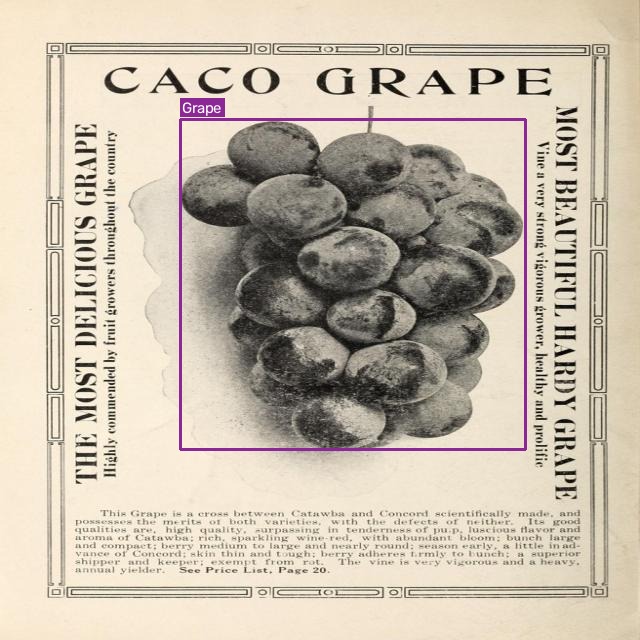 CACO GRAPE
THE MOST DELICIOUS GRAPE
Highly commended by fruit growers throughout the country
Grape
MOST BEAUTIFUL HARDY GRAPE
Vine a very strong vigorous grower, healthy and prolific
This Grape is a cross between Catawba and Concord scientifically made, and
possesses the merits of both varieties, with the defects of neither. Its good
qualities are, high quality, surpassing in tenderness of pulp, luscious flavor and
aroma of Catawba; rich, sparkling wine-red, with abundant bloom; bunch large
and compact; berry medium to large and nearly round; season early, a little in ad-
vance of Concord; skin thin and tough; berry adheres firmly to bunch; a superior
shipper and keeper; exempt from rot. The vine is very vigorous and a heavy,
annual yielder. See Price List, Page 20.